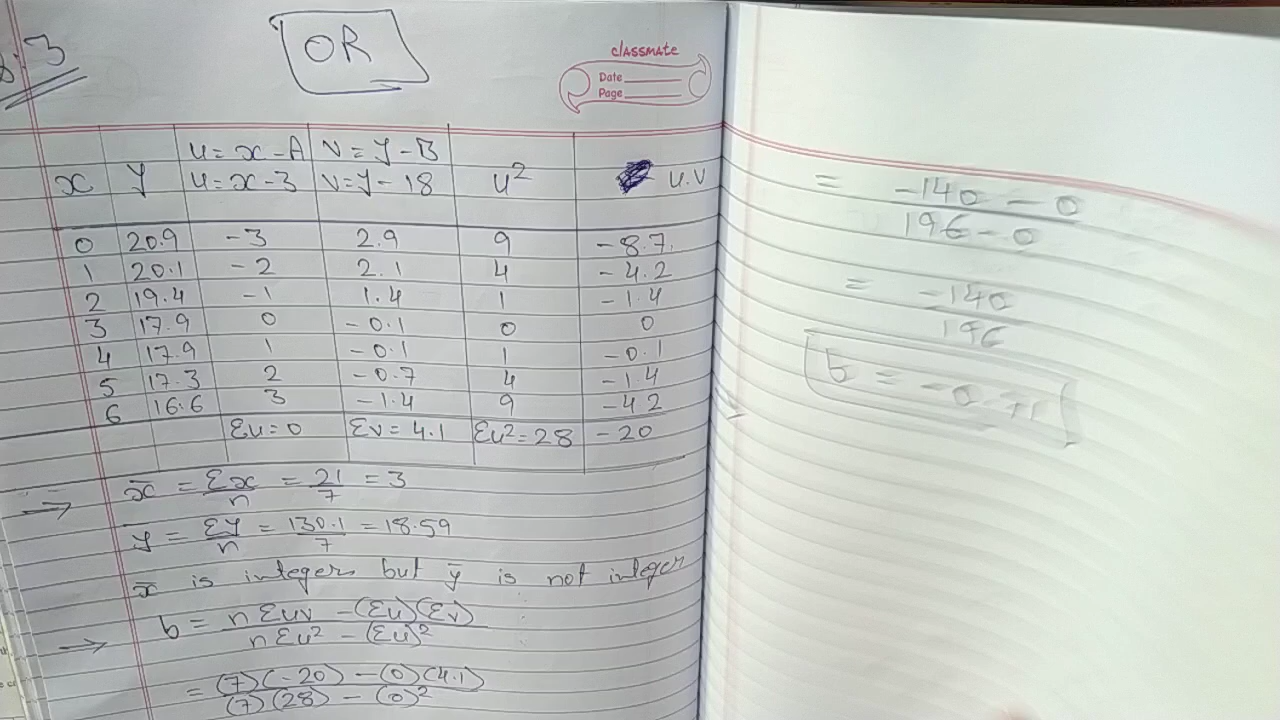 3
OR
classmate
Date
Page
x y u = x - A v = y - B
u = x - 3 v = y - 18 u² u.v
0 20.9 -3 2.9 9 -8.7
1 20.1 -2 2.1 4 -4.2
2 19.4 -1 1.4 1 -1.4
3 17.9 0 -0.1 0 0
4 17.9 1 -0.1 1 -0.1
5 17.3 2 -0.7 4 -1.4
6 16.6 3 -1.4 9 -4.2
Σu = 0 Σv = 4.1 Σu² = 28 -20
⇒ x̄ = Σx/n = 21/7 = 3
ȳ = Σy/n = 130.1/7 = 18.59
x̄ is integer but ȳ is not integer
→ b = nΣuv - (Σu)(Σv) / nΣu² - (Σu)²
= (7)(-20) - (0)(4.1) / (7)(28) - (0)²
= -140 - 0 / 196 - 0
= -140 / 196
b = -0.71